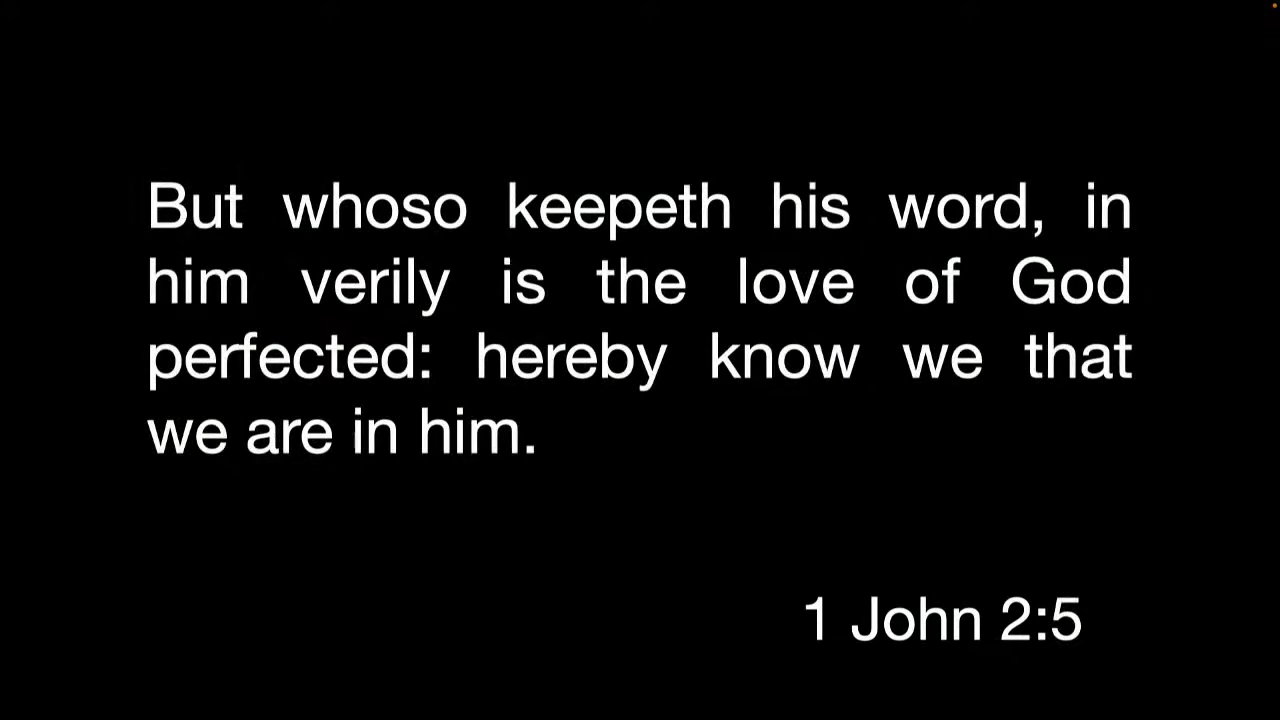 But whoso keepeth his word, in
him verily is the love of God
perfected: hereby know we that
we are in him.
1 John 2:5